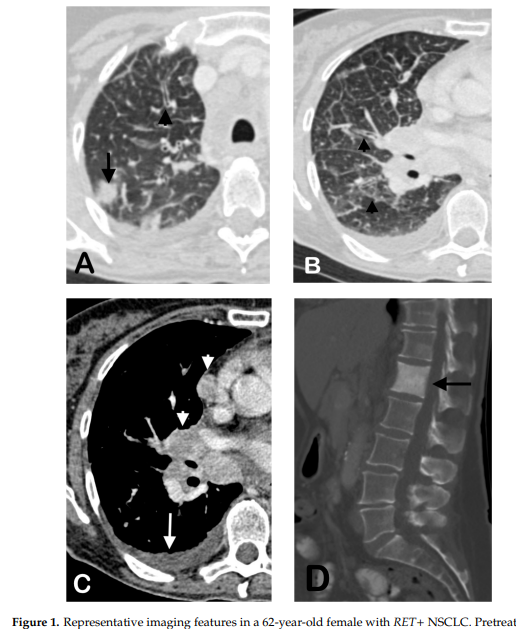 A
B
C
D
Figure 1. Representative imaging features in a 62-year-old female with RET+ NSCLC. Pretreat